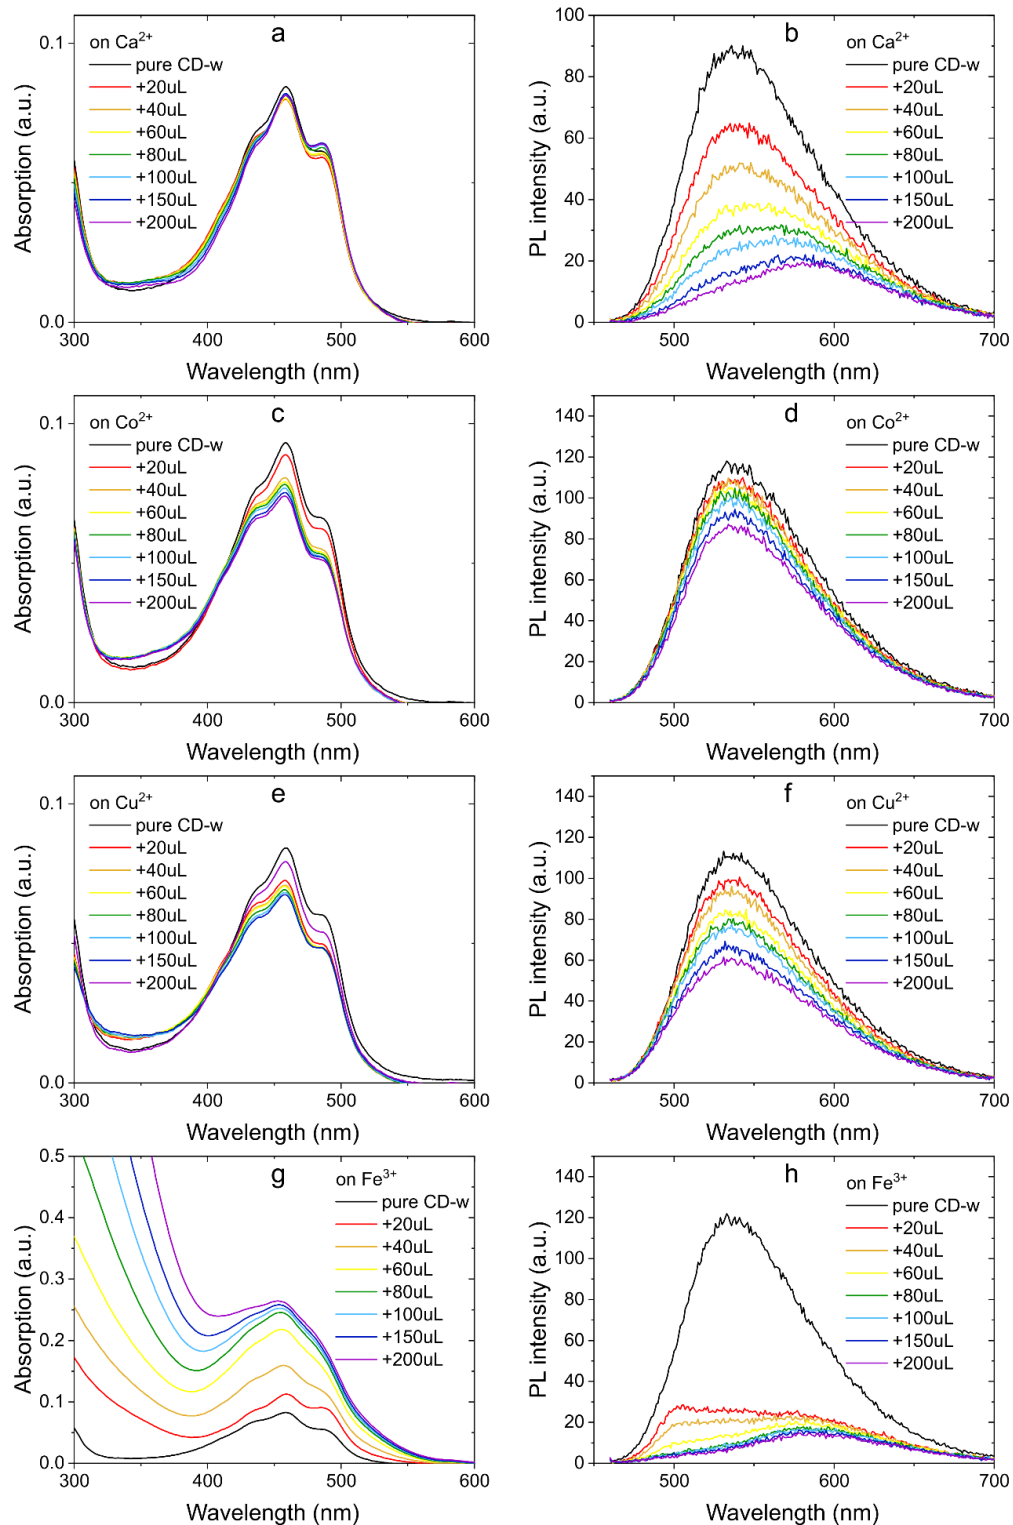 a
on Ca²⁺
pure CD-w
+20uL
+40uL
+60uL
+80uL
+100uL
+150uL
+200uL
0.1
0.0
Absorption (a.u.)
300 400 500 600
Wavelength (nm)
b
on Ca²⁺
pure CD-w
+20uL
+40uL
+60uL
+80uL
+100uL
+150uL
+200uL
100
80
60
40
20
0
PL intensity (a.u.)
500 600 700
Wavelength (nm)
c
on Co²⁺
pure CD-w
+20uL
+40uL
+60uL
+80uL
+100uL
+150uL
+200uL
0.1
0.0
Absorption (a.u.)
300 400 500 600
Wavelength (nm)
d
on Co²⁺
pure CD-w
+20uL
+40uL
+60uL
+80uL
+100uL
+150uL
+200uL
140
120
100
80
60
40
20
0
PL intensity (a.u.)
500 600 700
Wavelength (nm)
e
on Cu²⁺
pure CD-w
+20uL
+40uL
+60uL
+80uL
+100uL
+150uL
+200uL
0.1
0.0
Absorption (a.u.)
300 400 500 600
Wavelength (nm)
f
on Cu²⁺
pure CD-w
+20uL
+40uL
+60uL
+80uL
+100uL
+150uL
+200uL
140
120
100
80
60
40
20
0
PL intensity (a.u.)
500 600 700
Wavelength (nm)
g
on Fe³⁺
pure CD-w
+20uL
+40uL
+60uL
+80uL
+100uL
+150uL
+200uL
0.5
0.4
0.3
0.2
0.1
0.0
Absorption (a.u.)
300 400 500 600
Wavelength (nm)
h
on Fe³⁺
pure CD-w
+20uL
+40uL
+60uL
+80uL
+100uL
+150uL
+200uL
140
120
100
80
60
40
20
0
PL intensity (a.u.)
500 600 700
Wavelength (nm)